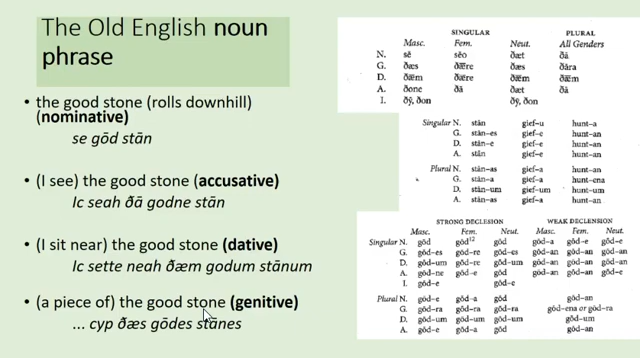 The Old English noun
phrase
the good stone (rolls downhill)
(nominative)
se gōd stān
(I see) the good stone (accusative)
Ic seah ðā godne stān
(I sit near) the good stone (dative)
Ic sette neah ðæm godum stānum
(a piece of) the good stone (genitive)
... cyp ðæs gōdes stānes
SINGULAR PLURAL
Masc. Fem. Neut. All Genders
N. sē sēo ðæt ðā
G. ðæs ðǣre ðæs ðāra
D. ðǣm ðǣre ðǣm ðǣm
A. ðone ðā ðæt ðā
I. ðȳ, ðon ðȳ, ðon
Singular N. stān gief-u hunt-a
G. stān-es gief-e hunt-an
D. stān-e gief-e hunt-an
A. stān gief-e hunt-an
Plural N. stān-as gief-a hunt-an
G. stān-a gief-a hunt-ena
D. stān-um gief-um hunt-um
A. stān-as gief-a hunt-an
STRONG DECLESION WEAK DECLENSION
Masc. Fem. Neut. Masc. Fem. Neut.
Singular N. gōd gōd12 gōd gōd-a gōd-e gōd-e
G. gōd-es gōd-re gōd-es gōd-an gōd-an gōd-an
D. gōd-um gōd-re gōd-um gōd-an gōd-an gōd-an
A. gōd-ne gōd-e gōd gōd-an gōd-an gōd-e
I. gōd-e gōd-e
Plural N. gōd-e gōd-a gōd gōd-an
G. gōd-ra gōd-ra gōd-ra gōd-ena or gōd-ra
D. gōd-um gōd-um gōd-um gōd-um
A. gōd-e gōd-a gōd gōd-an